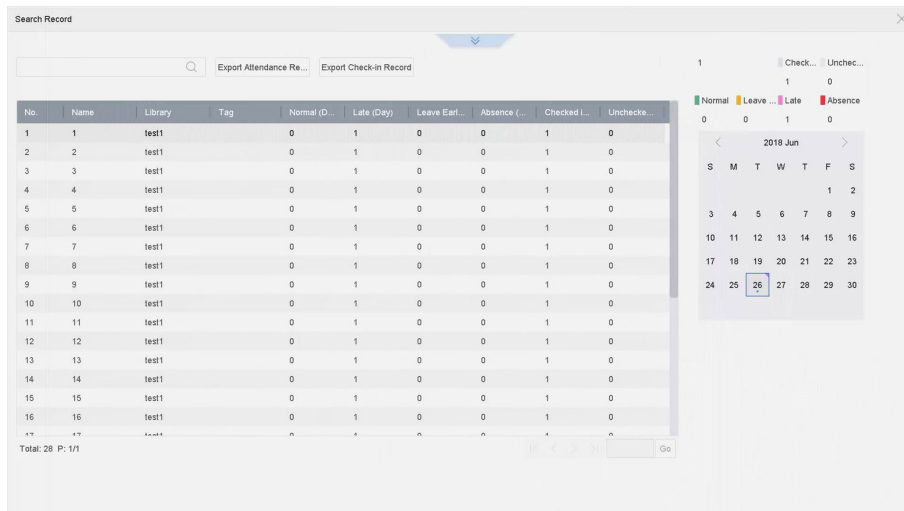 Search Record
Export Attendance Re... Export Check-in Record
No. Name Library Tag Normal (D... Late (Day) Leave Earl... Absence (... Checked I... Unchecke...
1 1 test1 0 1 0 0 1 0
2 2 test1 0 1 0 0 1 0
3 3 test1 0 1 0 0 1 0
4 4 test1 0 1 0 0 1 0
5 5 test1 0 1 0 0 1 0
6 6 test1 0 1 0 0 1 0
7 7 test1 0 1 0 0 1 0
8 8 test1 0 1 0 0 1 0
9 9 test1 0 1 0 0 1 0
10 10 test1 0 1 0 0 1 0
11 11 test1 0 1 0 0 1 0
12 12 test1 0 1 0 0 1 0
13 13 test1 0 1 0 0 1 0
14 14 test1 0 1 0 0 1 0
15 15 test1 0 1 0 0 1 0
16 16 test1 0 1 0 0 1 0
17 17 test1 0 1 0 0 1 0
Total: 28 P: 1/1
Go
1 Check... Unchec...
1 0
Normal Leave ... Late Absence
0 0 1 0
2018 Jun
S M T W T F S
1 2
3 4 5 6 7 8 9
10 11 12 13 14 15 16
17 18 19 20 21 22 23
24 25 26 27 28 29 30